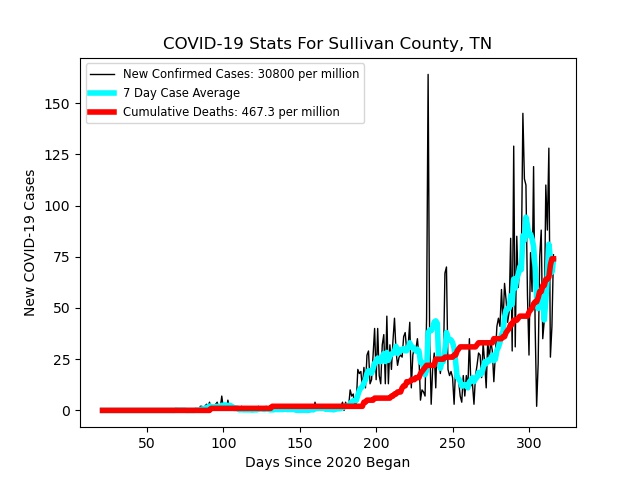 COVID-19 Stats For Sullivan County, TN
New Confirmed Cases: 30800 per million
7 Day Case Average
Cumulative Deaths: 467.3 per million
New COVID-19 Cases
150
125
100
75
50
25
0
50 100 150 200 250 300
Days Since 2020 Began